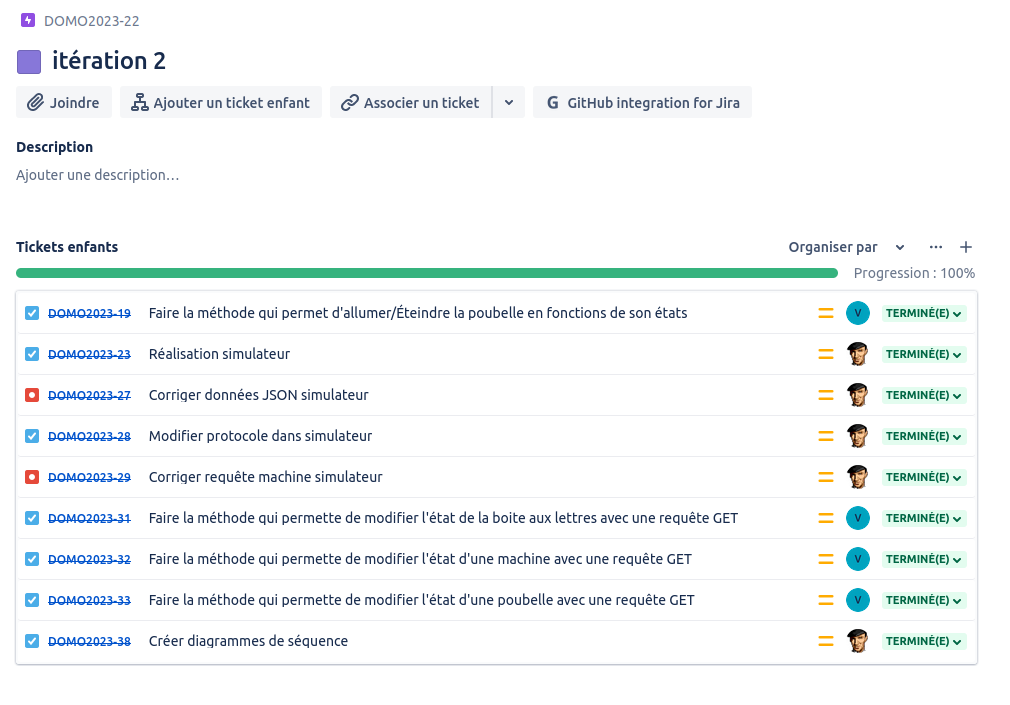 DOMO2023-22
itération 2
Joindre Ajouter un ticket enfant Associer un ticket G GitHub integration for Jira
Description
Ajouter une description…
Tickets enfants Organiser par
Progression : 100%
DOMO2023-19 Faire la méthode qui permet d'allumer/Éteindre la poubelle en fonctions de son états V TERMINÉ(E)
DOMO2023-23 Réalisation simulateur TERMINÉ(E)
DOMO2023-27 Corriger données JSON simulateur TERMINÉ(E)
DOMO2023-28 Modifier protocole dans simulateur TERMINÉ(E)
DOMO2023-29 Corriger requête machine simulateur TERMINÉ(E)
DOMO2023-31 Faire la méthode qui permette de modifier l'état de la boite aux lettres avec une requête GET V TERMINÉ(E)
DOMO2023-32 Faire la méthode qui permette de modifier l'état d'une machine avec une requête GET V TERMINÉ(E)
DOMO2023-33 Faire la méthode qui permette de modifier l'état d'une poubelle avec une requête GET V TERMINÉ(E)
DOMO2023-38 Créer diagrammes de séquence TERMINÉ(E)